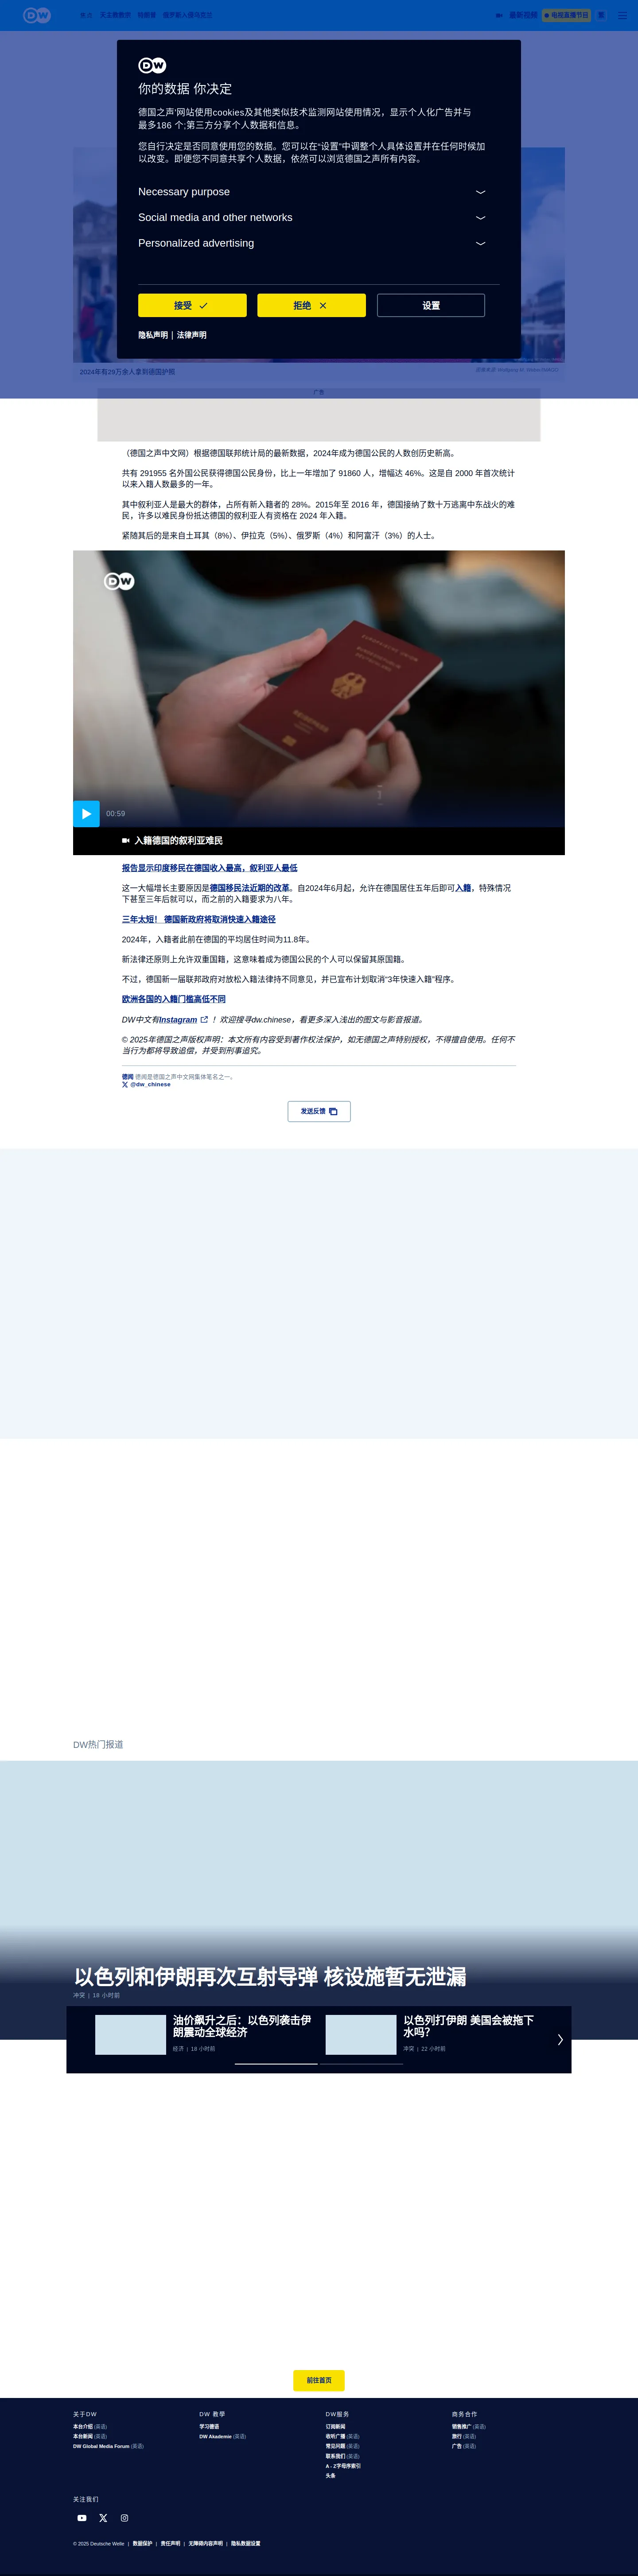 DW
焦点
天主教教宗
特朗普
俄罗斯入侵乌克兰
最新视频
电视直播节目
DW
你的数据 你决定
德国之声'网站使用cookies及其他类似技术监测网站使用情况，显示个人化广告并与
最多186 个;第三方分享个人数据和信息。
您自行决定是否同意使用您的数据。您可以在“设置”中调整个人具体设置并在任何时候加
以改变。即便您不同意共享个人数据，依然可以浏览德国之声所有内容。
Necessary purpose
Social media and other networks
Personalized advertising
接受
拒绝
设置
隐私声明 | 法律声明
2024年有29万余人拿到德国护照
广告
（德国之声中文网）根据德国联邦统计局的最新数据，2024年成为德国公民的人数创历史新高。
共有 291955 名外国公民获得德国公民身份，比上一年增加了 91860 人，增幅达 46%。这是自 2000 年首次统计
以来入籍人数最多的一年。
其中叙利亚人是最大的群体，占所有新入籍者的 28%。2015年至 2016 年，德国接纳了数十万逃离中东战火的难
民，许多以难民身份抵达德国的叙利亚人有资格在 2024 年入籍。
紧随其后的是来自土耳其（8%）、伊拉克（5%）、俄罗斯（4%）和阿富汗（3%）的人士。
DW
00:59
入籍德国的叙利亚难民
报告显示印度移民在德国收入最高，叙利亚人最低
这一大幅增长主要原因是德国移民法近期的改革。自2024年6月起，允许在德国居住五年后即可入籍，特殊情况
下甚至三年后就可以，而之前的入籍要求为八年。
三年太短！ 德国新政府将取消快速入籍途径
2024年，入籍者此前在德国的平均居住时间为11.8年。
新法律还原则上允许双重国籍，这意味着成为德国公民的个人可以保留其原国籍。
不过，德国新一届联邦政府对放松入籍法律持不同意见，并已宣布计划取消“3年快速入籍”程序。
欧洲各国的入籍门槛高低不同
DW中文有Instagram ！欢迎搜寻dw.chinese，看更多深入浅出的图文与影音报道。
© 2025年德国之声版权声明：本文所有内容受到著作权法保护，如无德国之声特别授权，不得擅自使用。任何不
当行为都将导致追偿，并受到刑事追究。
德闻 德闻是德国之声中文网集体笔名之一。
@dw_chinese
发送反馈
DW热门报道
以色列和伊朗再次互射导弹 核设施暂无泄漏
冲突 | 18 小时前
油价飙升之后：以色列袭击伊
朗震动全球经济
经济 | 18 小时前
以色列打伊朗 美国会被拖下
水吗？
冲突 | 22 小时前
前往首页
关于DW
本台介绍 (英语)
本台新闻 (英语)
DW Global Media Forum (英语)
DW 教学
学习德语
DW Akademie (英语)
DW服务
订阅新闻
收听广播 (英语)
常见问题 (英语)
联系我们 (英语)
A - Z字母序索引
头条
商务合作
销售推广 (英语)
旅行 (英语)
广告 (英语)
关注我们
© 2025 Deutsche Welle | 数据保护 | 责任声明 | 无障碍内容声明 | 隐私数据设置